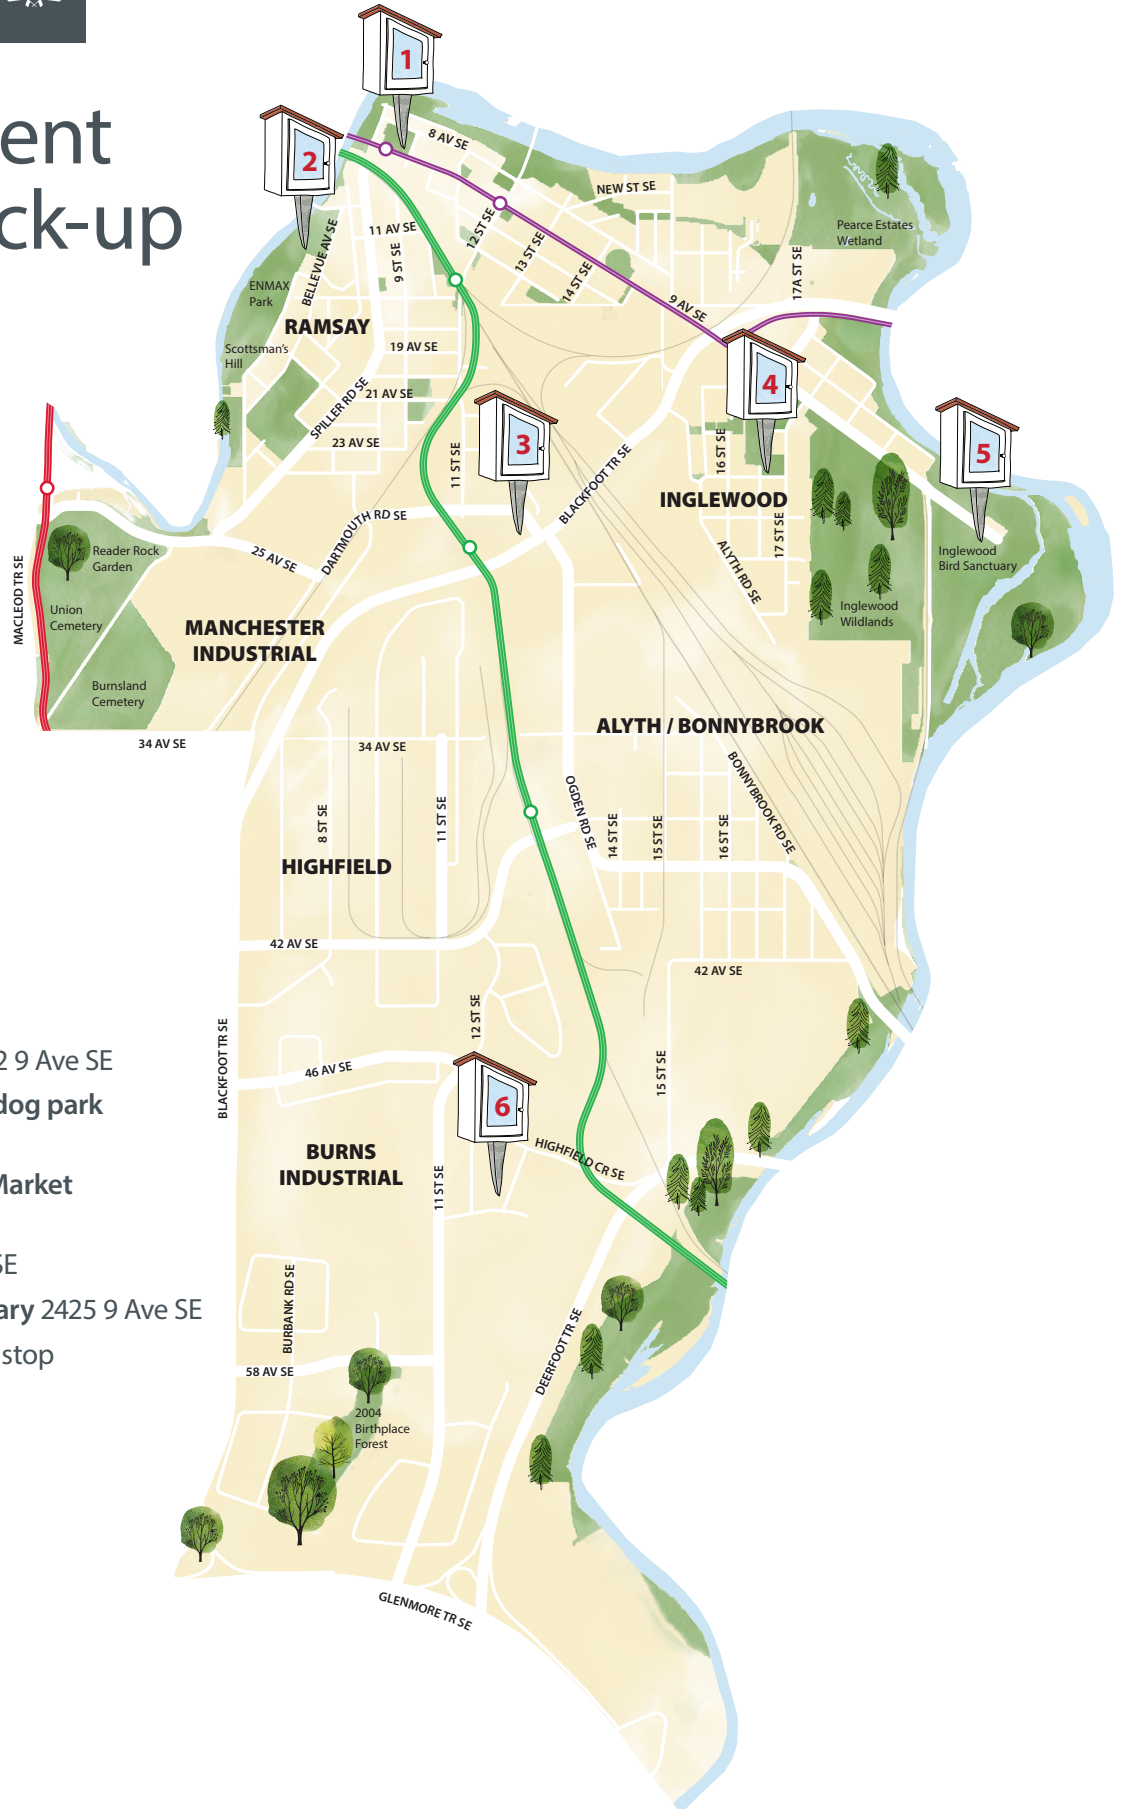 ent
ck-up
1
2
8 AV SE
NEW ST SE
11 AV SE
12 ST SE
13 ST SE
14 ST SE
9 ST SE
BELLEVUE AV SE
17A ST SE
Pearce Estates
Wetland
ENMAX
Park
9 AV SE
RAMSAY
19 AV SE
Scottsman's
Hill
21 AV SE
SPILLER RD SE
23 AV SE
3
4
5
11 ST SE
BLACKFOOT TR SE
16 ST SE
INGLEWOOD
17 ST SE
DARTMOUTH RD SE
25 AV SE
ALYTH RD SE
Reader Rock
Garden
Inglewood
Bird Sanctuary
MACLEOD TR SE
Union
Cemetery
Inglewood
Wildlands
MANCHESTER
INDUSTRIAL
Burnsland
Cemetery
ALYTH / BONNYBROOK
34 AV SE
34 AV SE
BONNYBROOK RD SE
OGDEN RD SE
8 ST SE
11 ST SE
14 ST SE
15 ST SE
16 ST SE
HIGHFIELD
42 AV SE
42 AV SE
12 ST SE
BLACKFOOT TR SE
46 AV SE
15 ST SE
2 9 Ave SE
dog park
6
HIGHFIELD CR SE
BURNS
INDUSTRIAL
11 ST SE
Market
SE
ary 2425 9 Ave SE
stop
BURBANK RD SE
58 AV SE
DEERFOOT TR SE
2004
Birthplace
Forest
GLENMORE TR SE